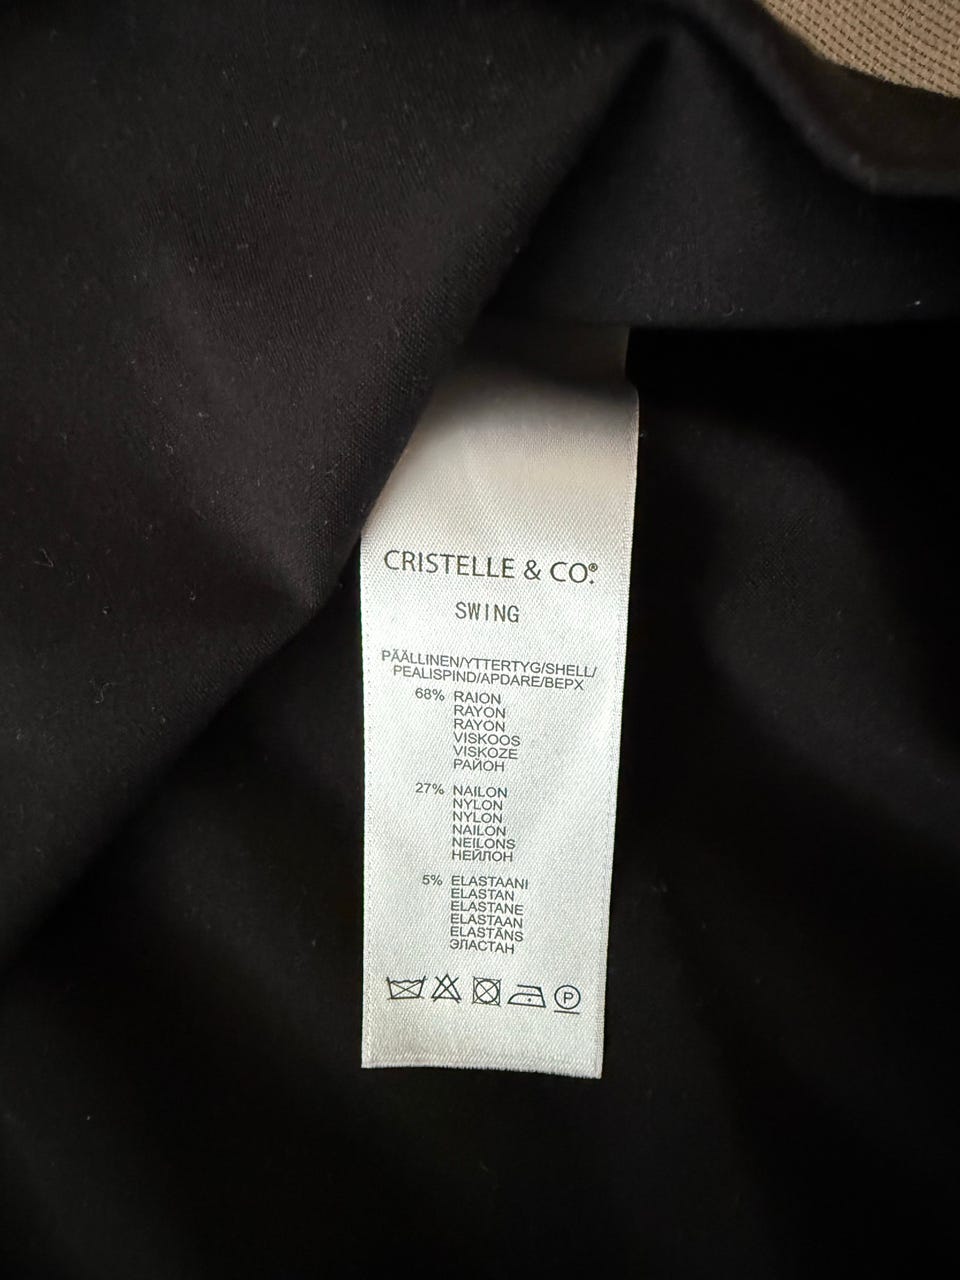 CRISTELLE & CO.®
SWING
PÄÄLLINEN/YTTERTYG/SHELL/
PEALISPIND/APDARE/ВЕРХ
68% RAION
RAYON
RAYON
VISKOOS
VISKOZE
РАЙОН
27% NAILON
NYLON
NYLON
NAILON
NEILONS
НЕЙЛОН
5% ELASTAANI
ELASTAN
ELASTANE
ELASTAAN
ELASTĀNS
ЭЛАСТАН
P